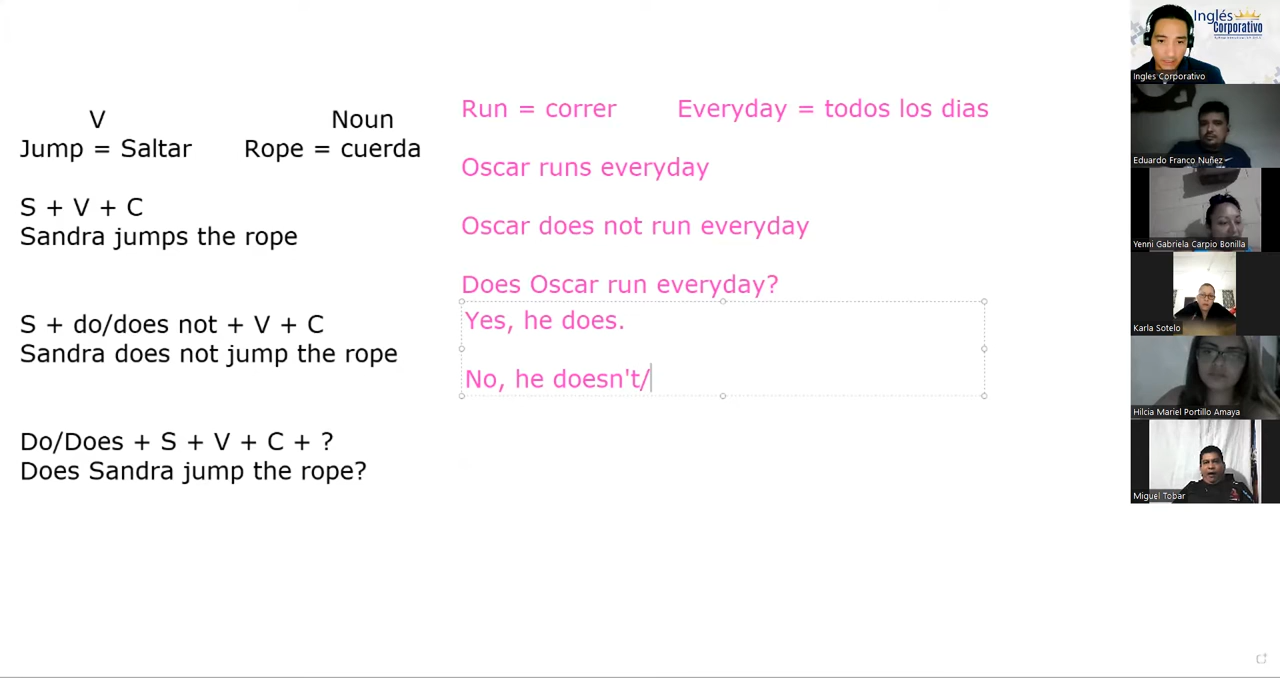 V Noun
Jump = Saltar Rope = cuerda
S + V + C
Sandra jumps the rope
S + do/does not + V + C
Sandra does not jump the rope
Do/Does + S + V + C + ?
Does Sandra jump the rope?
Run = correr Everyday = todos los dias
Oscar runs everyday
Oscar does not run everyday
Does Oscar run everyday?
Yes, he does.
No, he doesn't/
Inglés
Corporativo
Ingles Corporativo
Eduardo Franco Nuñez
Yenni Gabriela Carpio Bonilla
Karla Sotelo
Hilcia Mariel Portillo Amaya
Miguel Tobar